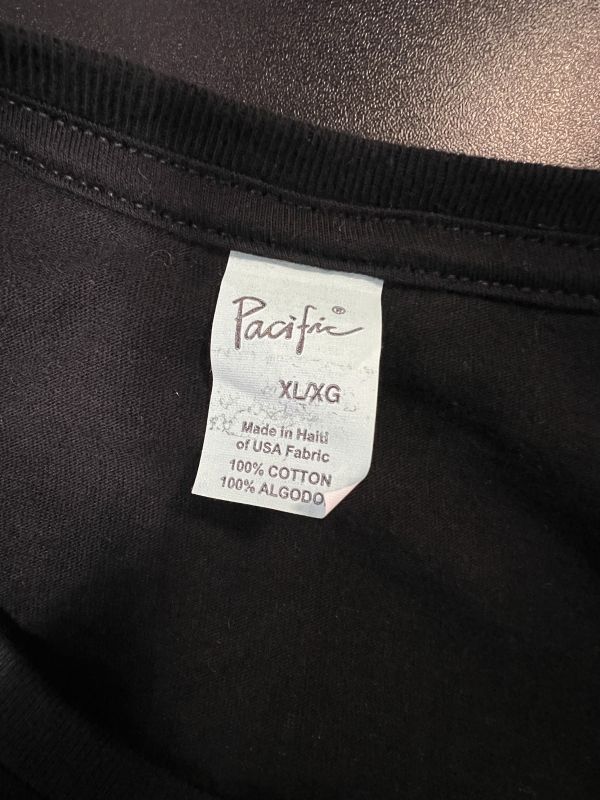 Pacific®
XL/XG
Made in Haiti
of USA Fabric
100% COTTON
100% ALGODO